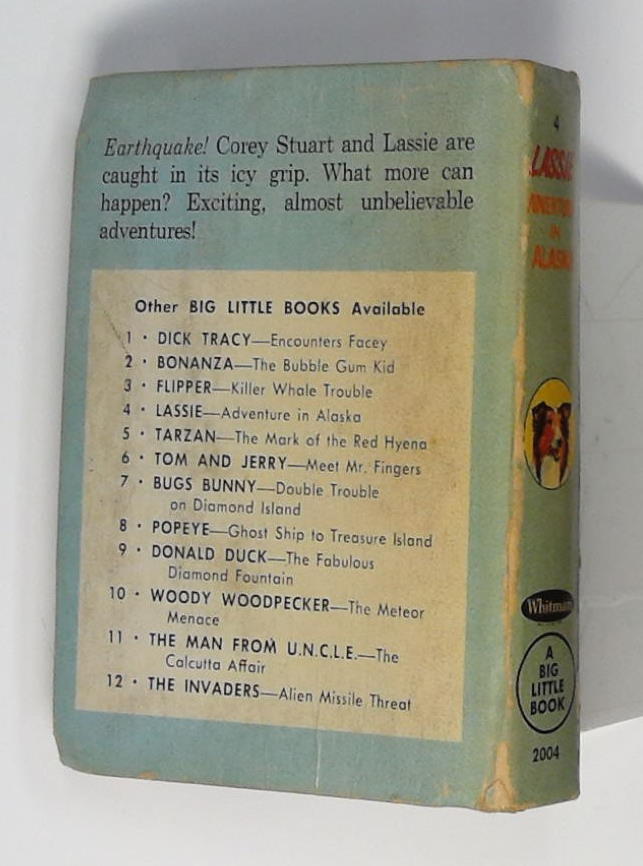 Earthquake! Corey Stuart and Lassie are
caught in its icy grip. What more can
happen? Exciting, almost unbelievable
adventures!
Other BIG LITTLE BOOKS Available
1 • DICK TRACY—Encounters Facey
2 • BONANZA—The Bubble Gum Kid
3 • FLIPPER—Killer Whale Trouble
4 • LASSIE—Adventure in Alaska
5 • TARZAN—The Mark of the Red Hyena
6 • TOM AND JERRY—Meet Mr. Fingers
7 • BUGS BUNNY—Double Trouble
on Diamond Island
8 • POPEYE—Ghost Ship to Treasure Island
9 • DONALD DUCK—The Fabulous
Diamond Fountain
10 • WOODY WOODPECKER—The Meteor
Menace
11 • THE MAN FROM U.N.C.L.E.—The
Calcutta Affair
12 • THE INVADERS—Alien Missile Threat
4
LASSIE
ADVENTURE
IN
ALASKA
Whitman
A
BIG
LITTLE
BOOK
2004